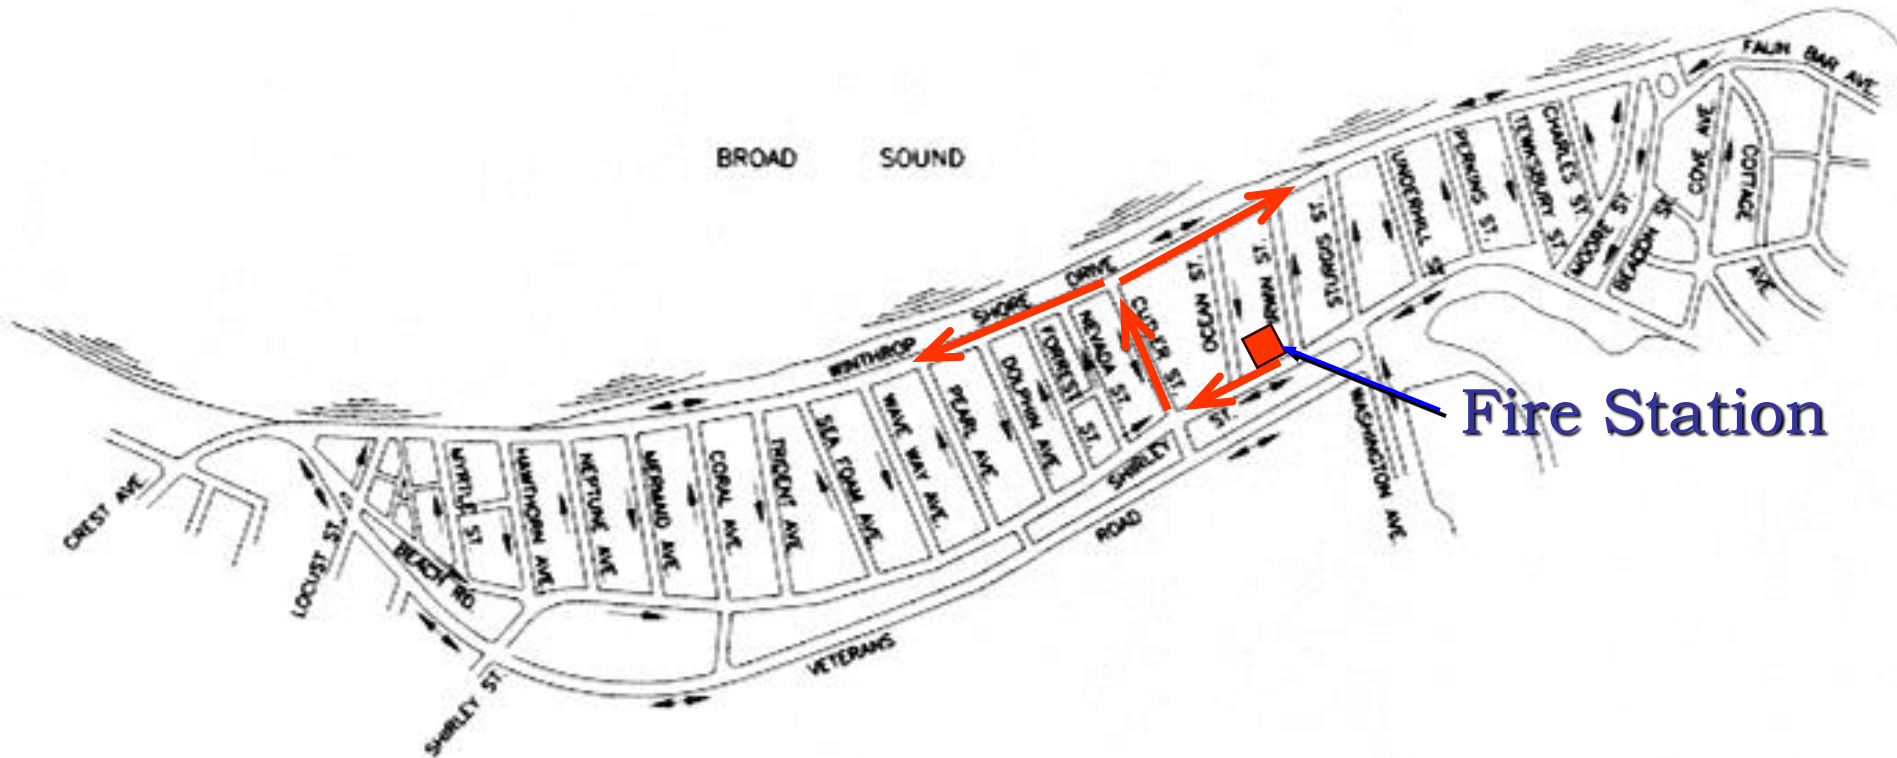 FAUN BAR AVE.
BROAD SOUND
CHARLES ST.
TEWKSBURY ST.
PERKINS ST.
UNDERHILL ST
COVE AVE
COTTAGE
AVE
MOORE ST.
BEACON ST.
STURGIS ST
IRWIN ST.
OCEAN ST.
CUTLER ST.
NEVADA ST.
FORREST
ST.
DOLPHIN AVE.
PEARL AVE.
WAVE WAY AVE.
SEA FOAM AVE.
TRIDENT AVE.
CORAL AVE.
MERMAID AVE
NEPTUNE AVE.
HAWTHORN AVE.
MYRTLE ST.
WINTHROP SHORE DRIVE
Fire Station
WASHINGTON AVE
SHIRLEY ST.
CREST AVE.
LOCUST ST.
BEACH RD.
VETERANS ROAD
SHIRLEY ST.